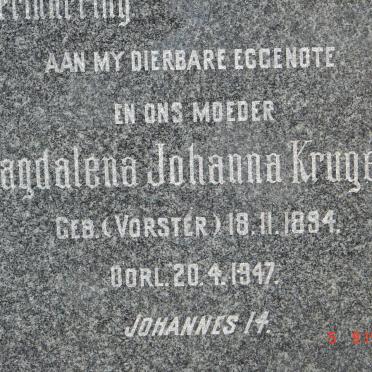 erinnering
AAN MY DIERBARE EGGENOTE
EN ONS MOEDER
agdalena Johanna Kruge
GEB. (VORSTER) 18.11.1894.
OORL. 20.4.1947.
JOHANNES 14.